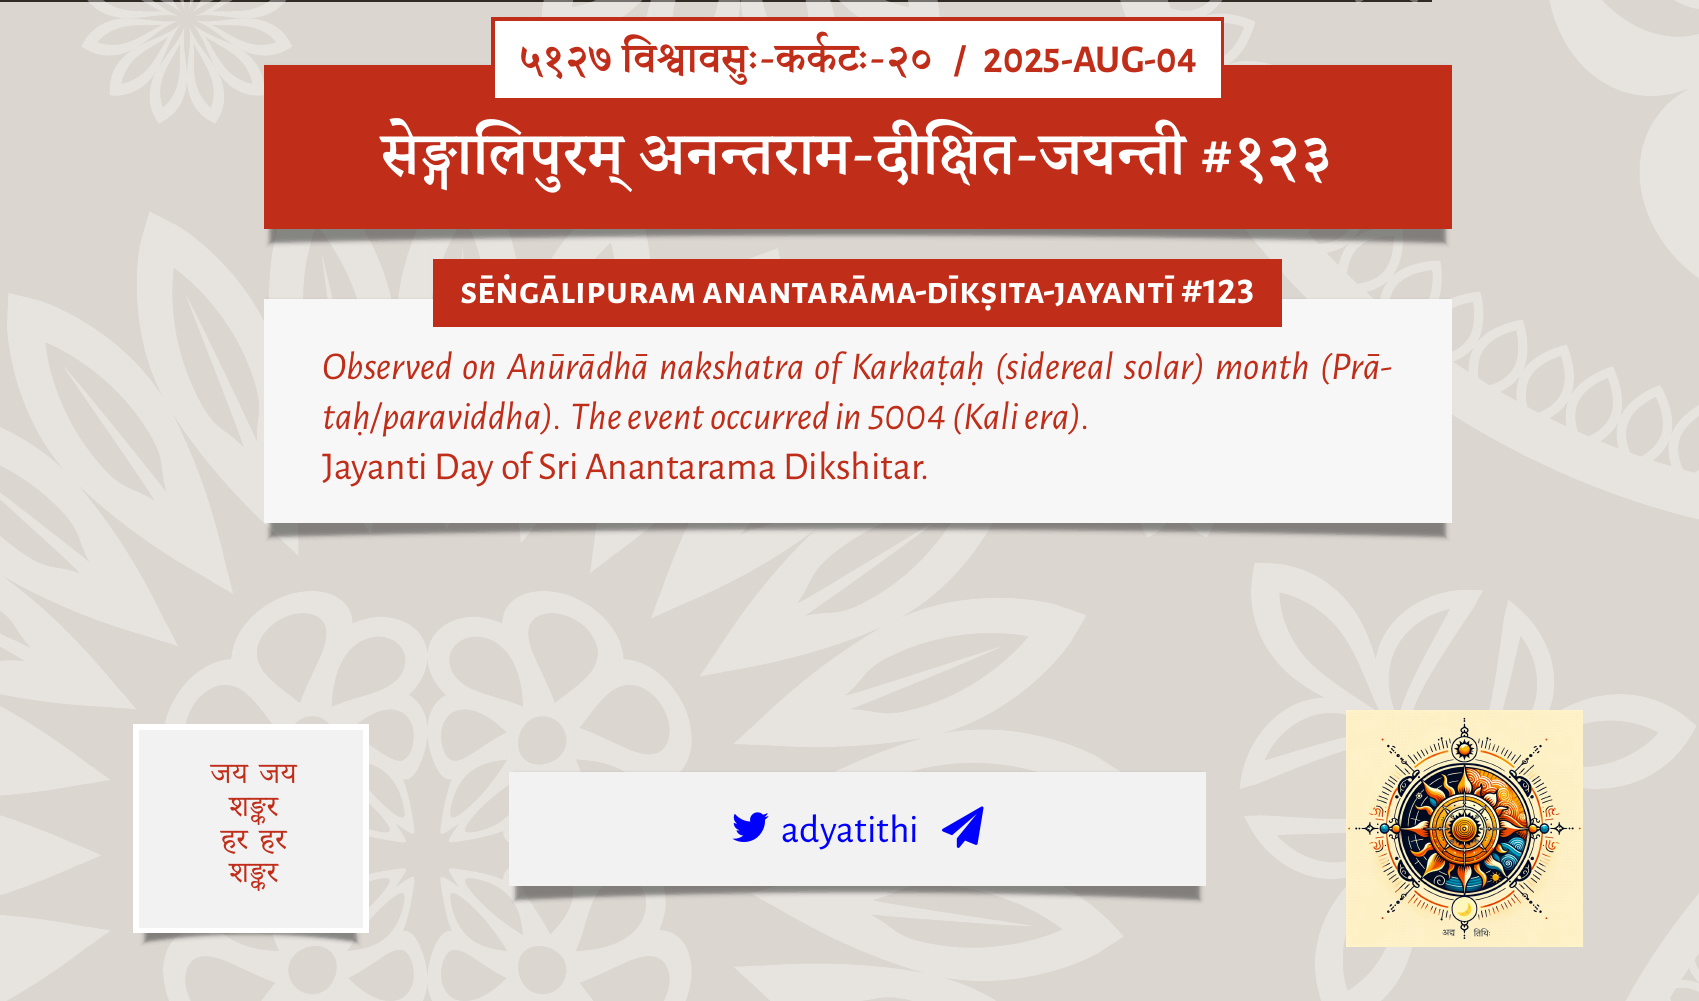 ५१२७ विश्वावसुः-कर्कटः-२० / 2025-AUG-04
सेङ्गालिपुरम् अनन्तराम-दीक्षित-जयन्ती #१२३
SĒṄGĀLIPURAM ANANTARĀMA-DĪKṢITA-JAYANTĪ #123
Observed on Anūrādhā nakshatra of Karkaṭaḥ (sidereal solar) month (Prā-
taḥ/paraviddha). The event occurred in 5004 (Kali era).
Jayanti Day of Sri Anantarama Dikshitar.
जय जय
शङ्कर
हर हर
शङ्कर
adyatithi
अद्य तिथिः